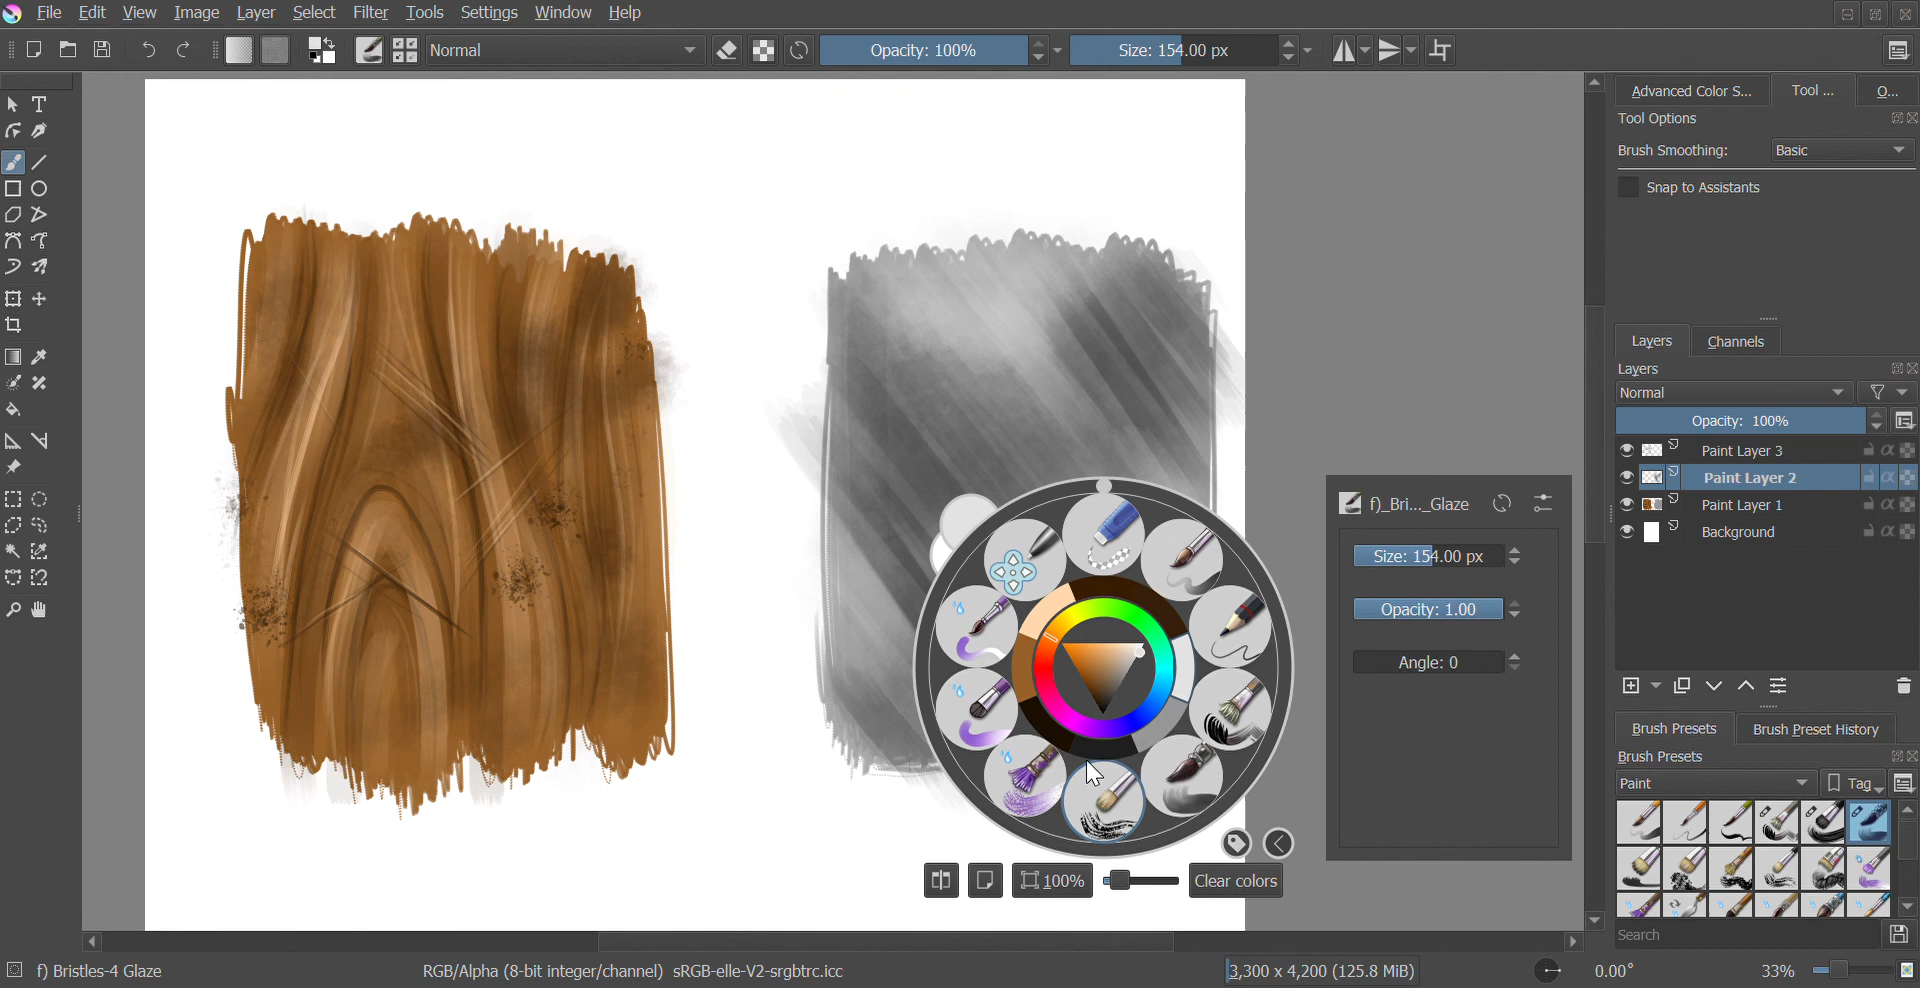 File Edit View Image Layer Select Filter Tools Settings Window Help
Normal Opacity: 100% Size: 154.00 px
Advanced Color S... Tool ... O...
Tool Options
Brush Smoothing: Basic
Snap to Assistants
Layers Channels
Layers
Normal
Opacity: 100%
Paint Layer 3
Paint Layer 2
Paint Layer 1
Background
f)_Bri..._Glaze
Size: 154.00 px
Opacity: 1.00
Angle: 0
100% Clear colors
Brush Presets Brush Preset History
Brush Presets
Paint Tag
Search
f) Bristles-4 Glaze RGB/Alpha (8-bit integer/channel) sRGB-elle-V2-srgbtrc.icc 3,300 x 4,200 (125.8 MiB) 0.00° 33%